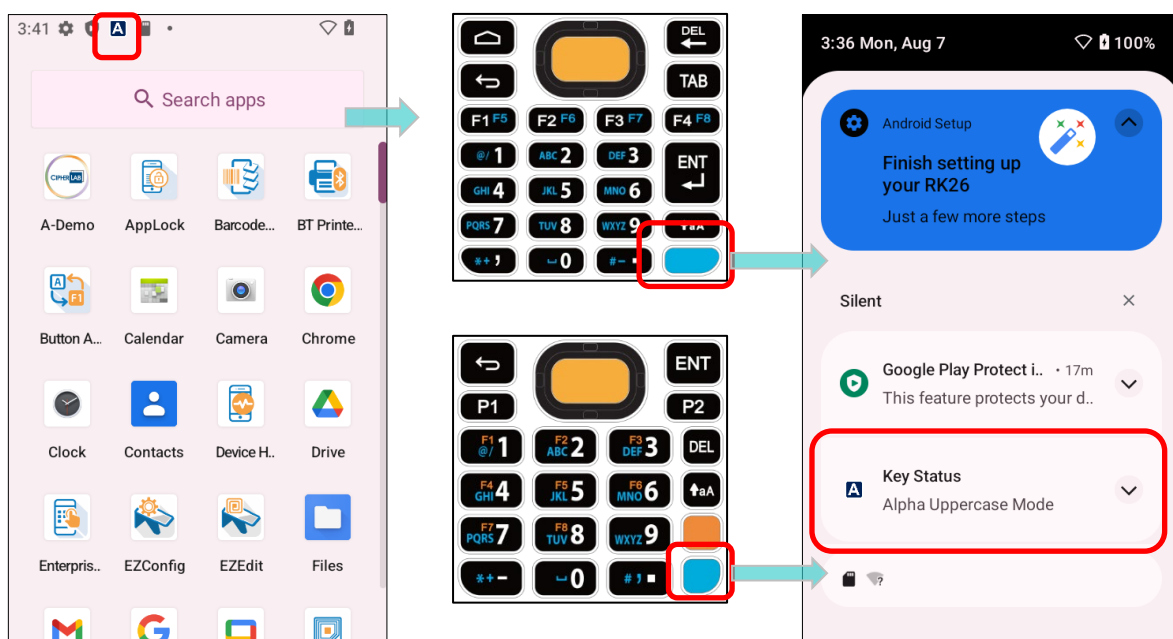 3:41 A
Search apps
CIPHERLAB
A-Demo AppLock Barcode... BT Printe...
A F1
Button A... Calendar Camera Chrome
Clock Contacts Device H.. Drive
Enterpris.. EZConfig EZEdit Files
DEL
TAB
F1 F5 F2 F6 F3 F7 F4 F8
@/ 1 ABC 2 DEF 3 ENT
GHI 4 JKL 5 MNO 6
PQRS 7 TUV 8 WXYZ 9 aA
*+ , 0 #-
ENT
P1 P2
F1 @/ 1 F2 ABC 2 F3 DEF 3 DEL
F4 GHI 4 F5 JKL 5 F6 MNO 6 aA
F7 PQRS 7 F8 TUV 8 WXYZ 9
*+ - 0 # ,
3:36 Mon, Aug 7 100%
Android Setup
Finish setting up
your RK26
Just a few more steps
Silent
Google Play Protect i.. • 17m
This feature protects your d..
Key Status
A Alpha Uppercase Mode
?